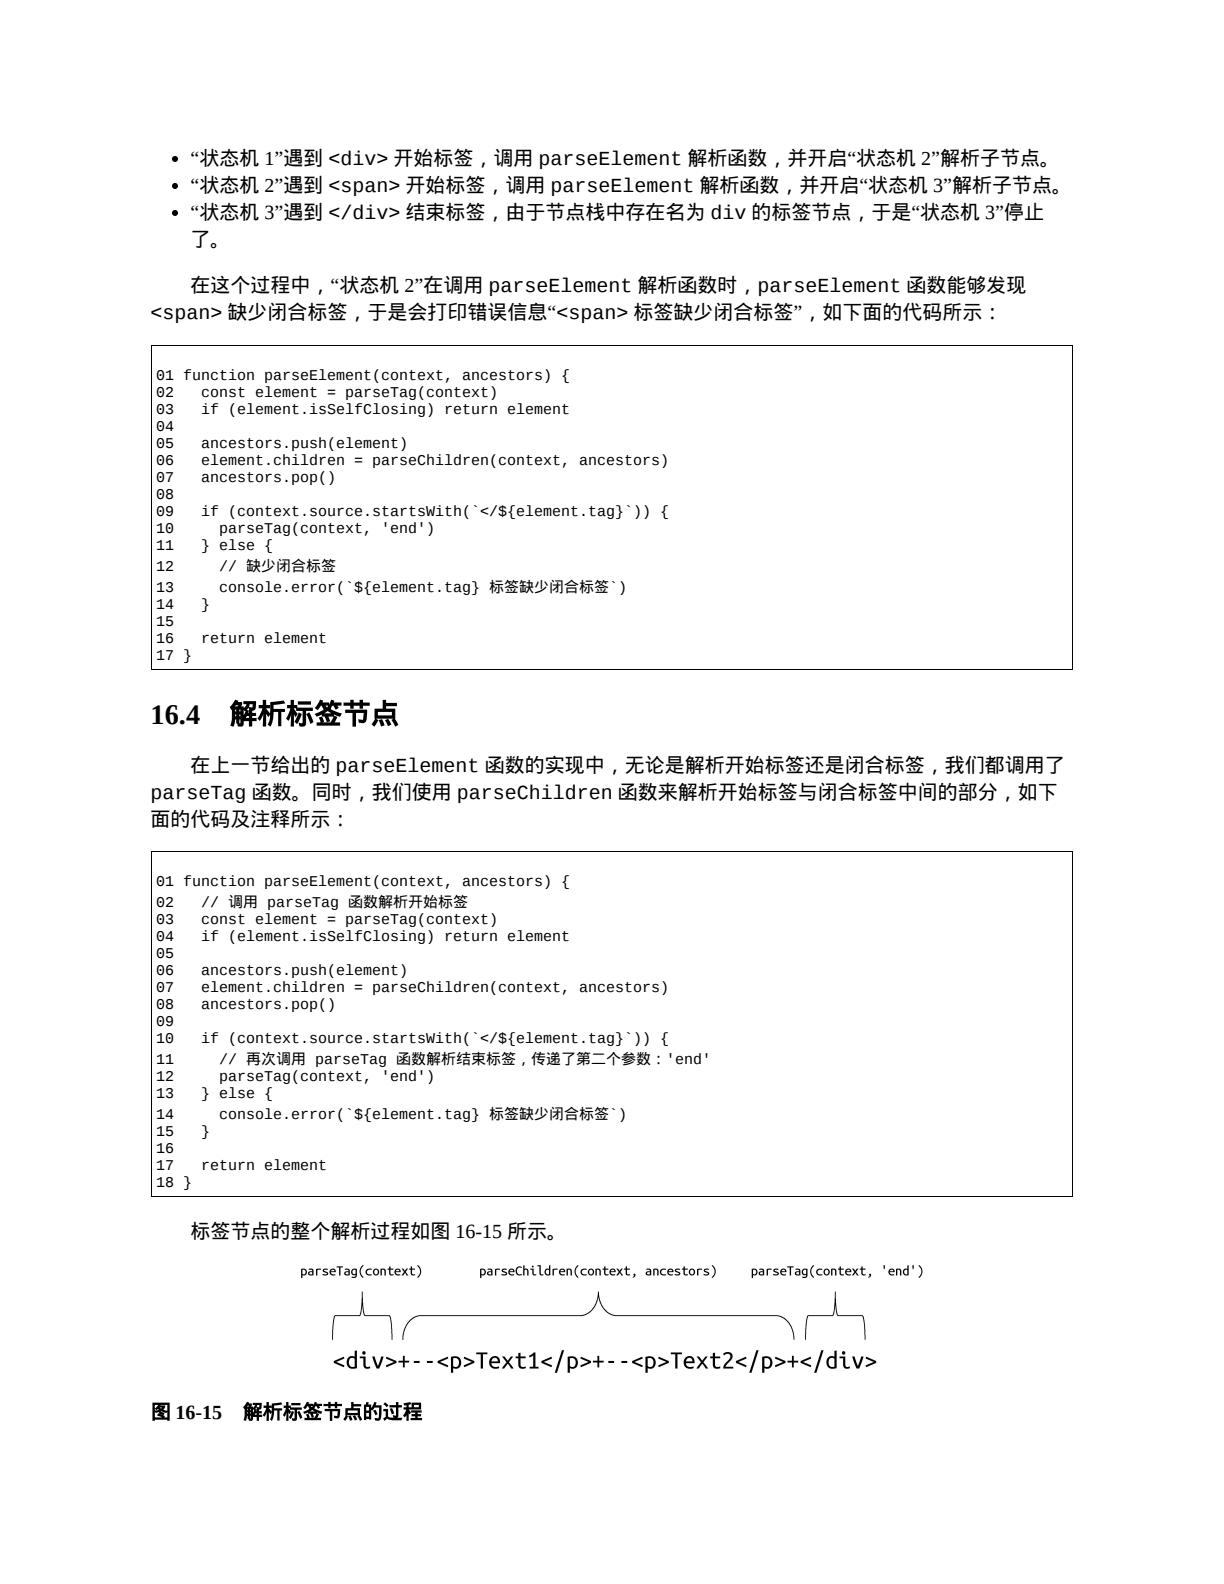 • “状态机 1”遇到 <div> 开始标签，调用 parseElement 解析函数，并开启“状态机 2”解析子节点。
• “状态机 2”遇到 <span> 开始标签，调用 parseElement 解析函数，并开启“状态机 3”解析子节点。
• “状态机 3”遇到 </div> 结束标签，由于节点栈中存在名为 div 的标签节点，于是“状态机 3”停止
了。
在这个过程中，“状态机 2”在调用 parseElement 解析函数时，parseElement 函数能够发现
<span> 缺少闭合标签，于是会打印错误信息“<span> 标签缺少闭合标签”，如下面的代码所示：
01 function parseElement(context, ancestors) {
02   const element = parseTag(context)
03   if (element.isSelfClosing) return element
04
05   ancestors.push(element)
06   element.children = parseChildren(context, ancestors)
07   ancestors.pop()
08
09   if (context.source.startsWith(`</${element.tag}`)) {
10     parseTag(context, 'end')
11   } else {
12     // 缺少闭合标签
13     console.error(`${element.tag} 标签缺少闭合标签`)
14   }
15
16   return element
17 }
16.4　解析标签节点
在上一节给出的 parseElement 函数的实现中，无论是解析开始标签还是闭合标签，我们都调用了
parseTag 函数。同时，我们使用 parseChildren 函数来解析开始标签与闭合标签中间的部分，如下
面的代码及注释所示：
01 function parseElement(context, ancestors) {
02   // 调用 parseTag 函数解析开始标签
03   const element = parseTag(context)
04   if (element.isSelfClosing) return element
05
06   ancestors.push(element)
07   element.children = parseChildren(context, ancestors)
08   ancestors.pop()
09
10   if (context.source.startsWith(`</${element.tag}`)) {
11     // 再次调用 parseTag 函数解析结束标签，传递了第二个参数：'end'
12     parseTag(context, 'end')
13   } else {
14     console.error(`${element.tag} 标签缺少闭合标签`)
15   }
16
17   return element
18 }
标签节点的整个解析过程如图 16-15 所示。
parseTag(context) parseChildren(context, ancestors) parseTag(context, 'end')
<div>+--<p>Text1</p>+--<p>Text2</p>+</div>
图 16-15　解析标签节点的过程